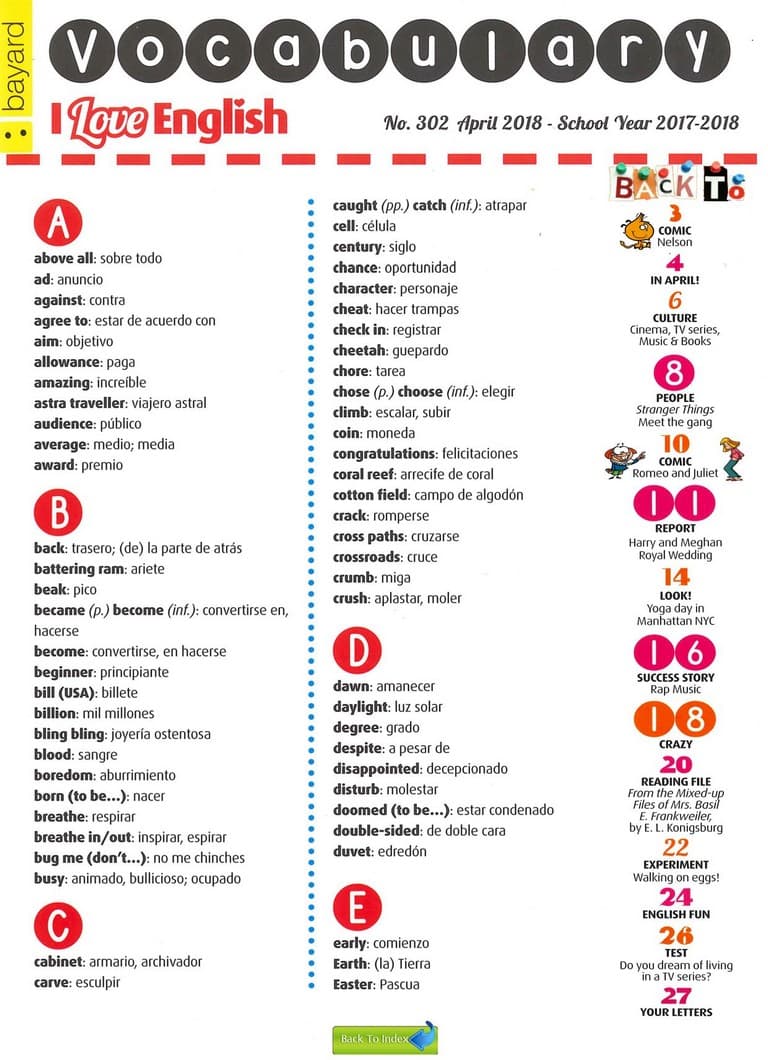 bayard
Vocabulary
I Love English
No. 302 April 2018 - School Year 2017-2018
A
above all: sobre todo
ad: anuncio
against: contra
agree to: estar de acuerdo con
aim: objetivo
allowance: paga
amazing: increíble
astra traveller: viajero astral
audience: público
average: medio; media
award: premio
B
back: trasero; (de) la parte de atrás
battering ram: ariete
beak: pico
became (p.) become (inf.): convertirse en,
hacerse
become: convertirse, en hacerse
beginner: principiante
bill (USA): billete
billion: mil millones
bling bling: joyería ostentosa
blood: sangre
boredom: aburrimiento
born (to be...): nacer
breathe: respirar
breathe in/out: inspirar, espirar
bug me (don't...): no me chinches
busy: animado, bullicioso; ocupado
C
cabinet: armario, archivador
carve: esculpir
caught (pp.) catch (inf.): atrapar
cell: célula
century: siglo
chance: oportunidad
character: personaje
cheat: hacer trampas
check in: registrar
cheetah: guepardo
chore: tarea
chose (p.) choose (inf.): elegir
climb: escalar, subir
coin: moneda
congratulations: felicitaciones
coral reef: arrecife de coral
cotton field: campo de algodón
crack: romperse
cross paths: cruzarse
crossroads: cruce
crumb: miga
crush: aplastar, moler
D
dawn: amanecer
daylight: luz solar
degree: grado
despite: a pesar de
disappointed: decepcionado
disturb: molestar
doomed (to be...): estar condenado
double-sided: de doble cara
duvet: edredón
E
early: comienzo
Earth: (la) Tierra
Easter: Pascua
BACK To
3
COMIC
Nelson
4
IN APRIL!
6
CULTURE
Cinema, TV series,
Music & Books
8
PEOPLE
Stranger Things
Meet the gang
10
COMIC
Romeo and Juliet
11
REPORT
Harry and Meghan
Royal Wedding
14
LOOK!
Yoga day in
Manhattan NYC
16
SUCCESS STORY
Rap Music
18
CRAZY
20
READING FILE
From the Mixed-up
Files of Mrs. Basil
E. Frankweiler,
by E. L. Konigsburg
22
EXPERIMENT
Walking on eggs!
24
ENGLISH FUN
26
TEST
Do you dream of living
in a TV series?
27
YOUR LETTERS
Back To Index